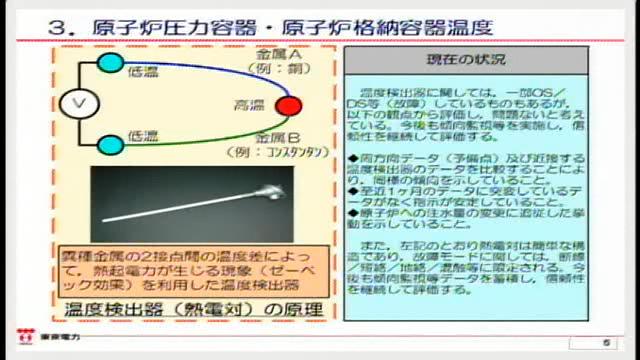 3．原子炉圧力容器・原子炉格納容器温度
金属A
（例：銅）
低温
V
高温
低温
金属B
（例：コンスタンタン）
異種金属の2接点間の温度差によっ
て，熱起電力が生じる現象（ゼーベ
ック効果）を利用した温度検出器
温度検出器（熱電対）の原理
現在の状況
温度検出器に関しては，一部OS／
DS等（故障）しているものもあるが，
以下の観点から評価し，問題ないと考え
ている。今後も傾向監視等を実施し，信
頼性を継続して評価する。
◆同方向データ（予備点）及び近接する
温度検出器のデータを比較することによ
り，同様の傾向を示していること。
◆至近1ヶ月のデータに突変しているデー
タがなく指示が安定していること。
◆原子炉への注水量の変更に追従した挙
動を示していること。
また，左記のとおり熱電対は簡単な構
造であり，故障モードに関しては，断線
／短絡／地絡／混触等に限定される。今
後も傾向監視等データを蓄積し，信頼性
を継続して評価する。
東京電力